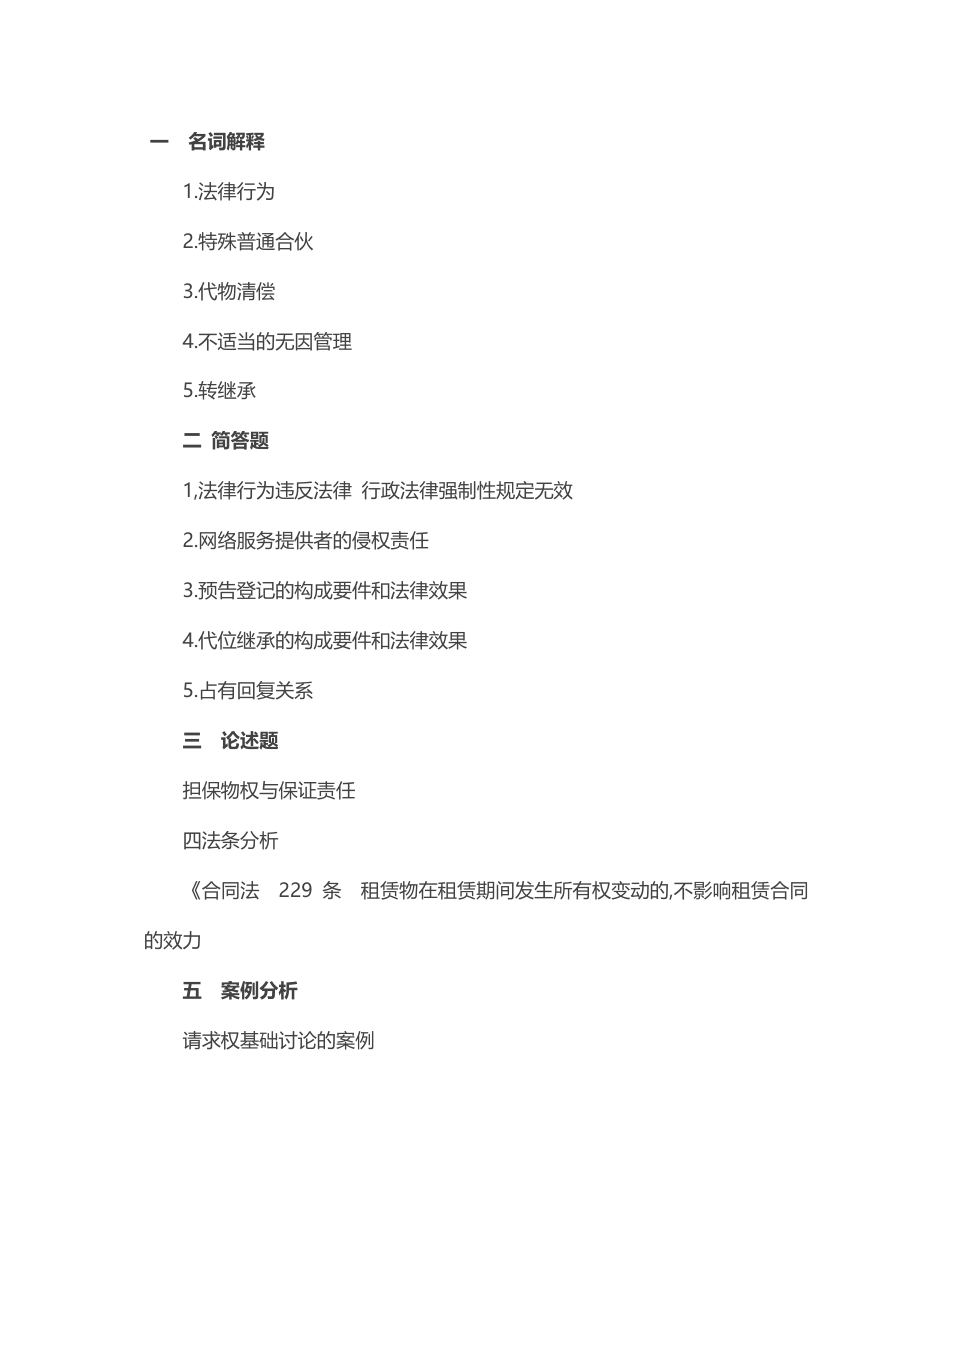 一　名词解释
1.法律行为
2.特殊普通合伙
3.代物清偿
4.不适当的无因管理
5.转继承
二 简答题
1,法律行为违反法律 行政法律强制性规定无效
2.网络服务提供者的侵权责任
3.预告登记的构成要件和法律效果
4.代位继承的构成要件和法律效果
5.占有回复关系
三　论述题
担保物权与保证责任
四法条分析
《合同法　229 条　租赁物在租赁期间发生所有权变动的,不影响租赁合同
的效力
五　案例分析
请求权基础讨论的案例